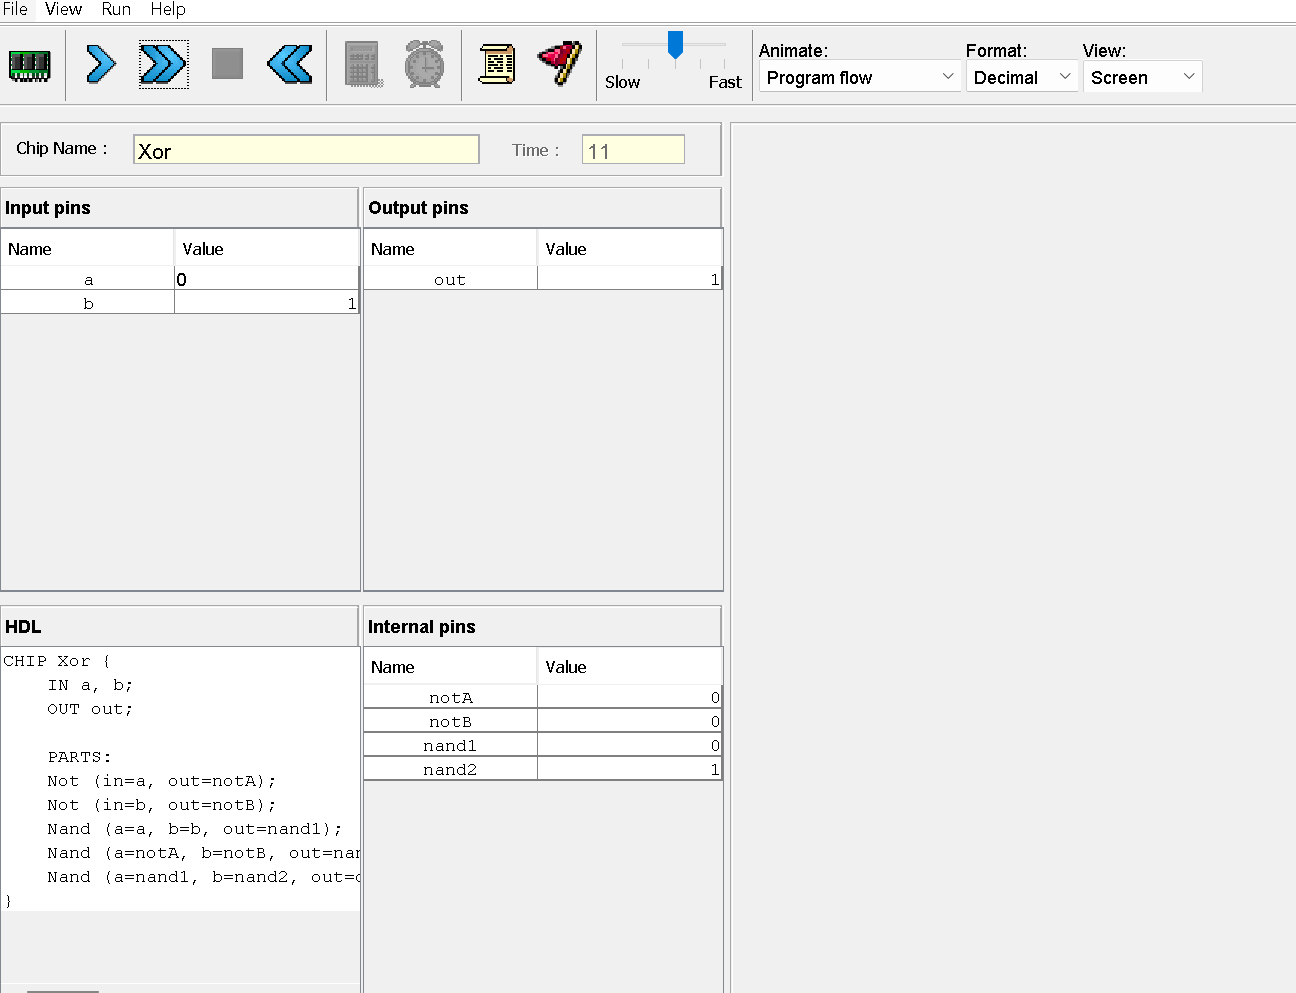 File View Run Help
Slow Fast
Animate: Format: View:
Program flow Decimal Screen
Chip Name : Xor Time : 11
Input pins
Name Value
a 0
b 1
Output pins
Name Value
out 1
HDL
CHIP Xor {
IN a, b;
OUT out;
PARTS:
Not (in=a, out=notA);
Not (in=b, out=notB);
Nand (a=a, b=b, out=nand1);
Nand (a=notA, b=notB, out=nan
Nand (a=nand1, b=nand2, out=o
}
Internal pins
Name Value
notA 0
notB 0
nand1 0
nand2 1